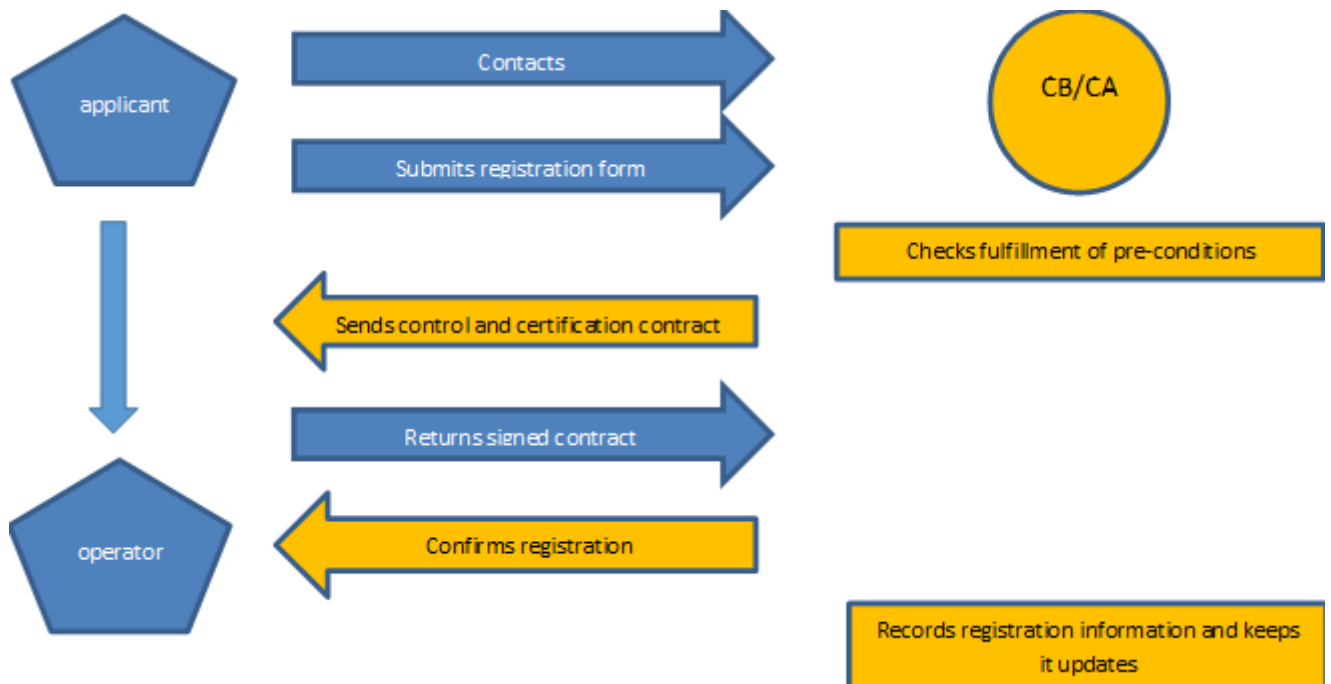 applicant
Contacts
CB/CA
Submits registration form
Checks fulfillment of pre-conditions
Sends control and certification contract
Returns signed contract
operator
Confirms registration
Records registration information and keeps
it updates